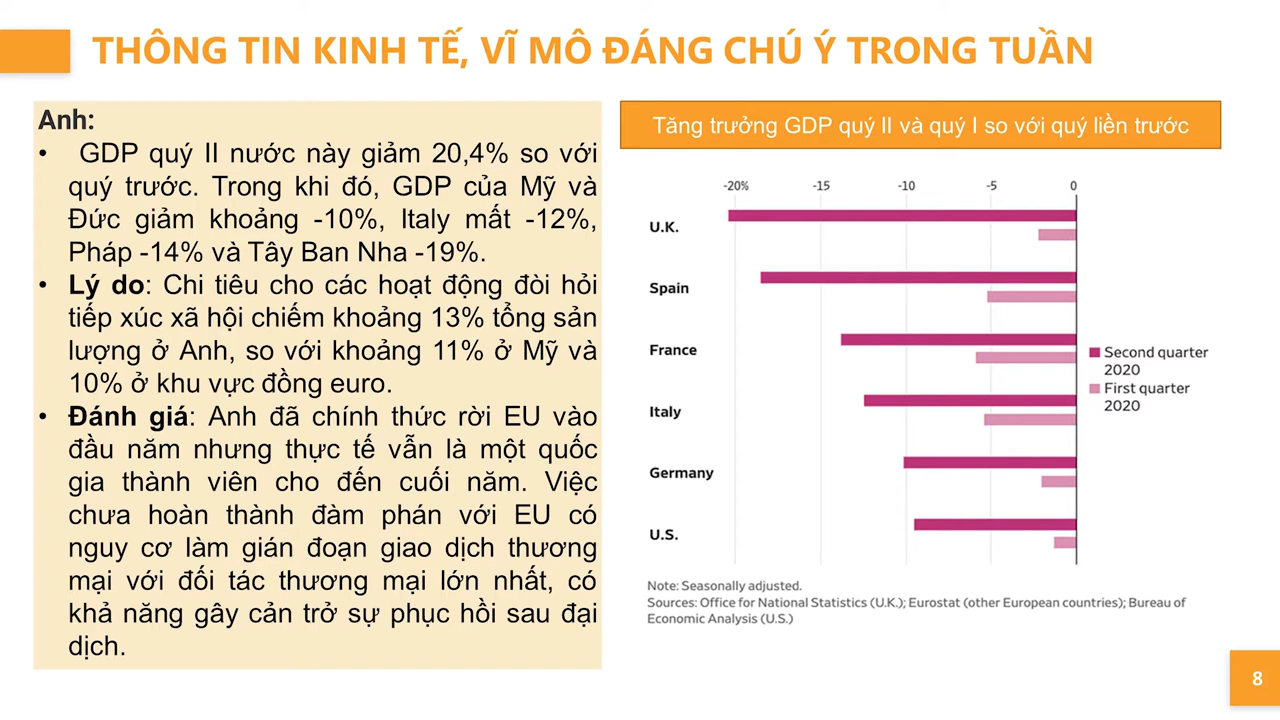 THÔNG TIN KINH TẾ, VĨ MÔ ĐÁNG CHÚ Ý TRONG TUẦN
Anh:
• GDP quý II nước này giảm 20,4% so với
quý trước. Trong khi đó, GDP của Mỹ và
Đức giảm khoảng -10%, Italy mất -12%,
Pháp -14% và Tây Ban Nha -19%.
• Lý do: Chi tiêu cho các hoạt động đòi hỏi
tiếp xúc xã hội chiếm khoảng 13% tổng sản
lượng ở Anh, so với khoảng 11% ở Mỹ và
10% ở khu vực đồng euro.
• Đánh giá: Anh đã chính thức rời EU vào
đầu năm nhưng thực tế vẫn là một quốc
gia thành viên cho đến cuối năm. Việc
chưa hoàn thành đàm phán với EU có
nguy cơ làm gián đoạn giao dịch thương
mại với đối tác thương mại lớn nhất, có
khả năng gây cản trở sự phục hồi sau đại
dịch.
Tăng trưởng GDP quý II và quý I so với quý liền trước
-20% -15 -10 -5 0
U.K.
Spain
France
Italy
Germany
U.S.
Second quarter
2020
First quarter
2020
Note: Seasonally adjusted.
Sources: Office for National Statistics (U.K.); Eurostat (other European countries); Bureau of
Economic Analysis (U.S.)
8